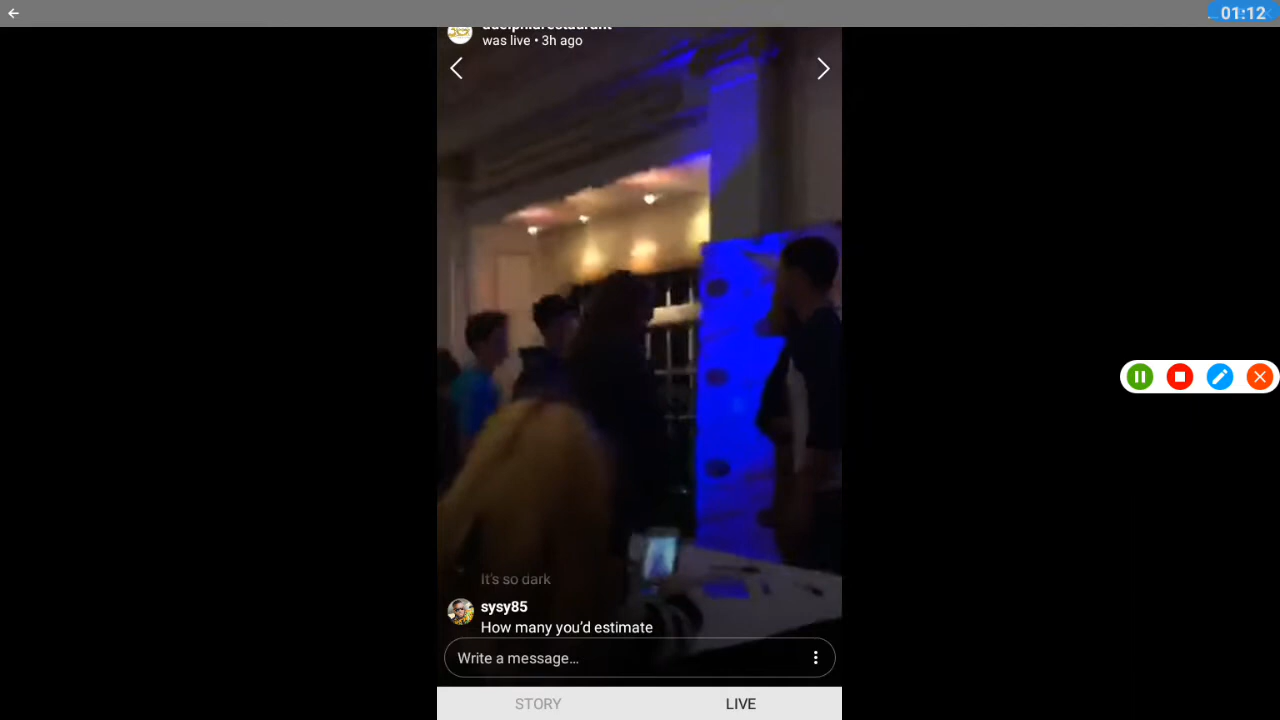 01:12
was live • 3h ago
It's so dark
sysy85
How many you'd estimate
Write a message...
STORY
LIVE